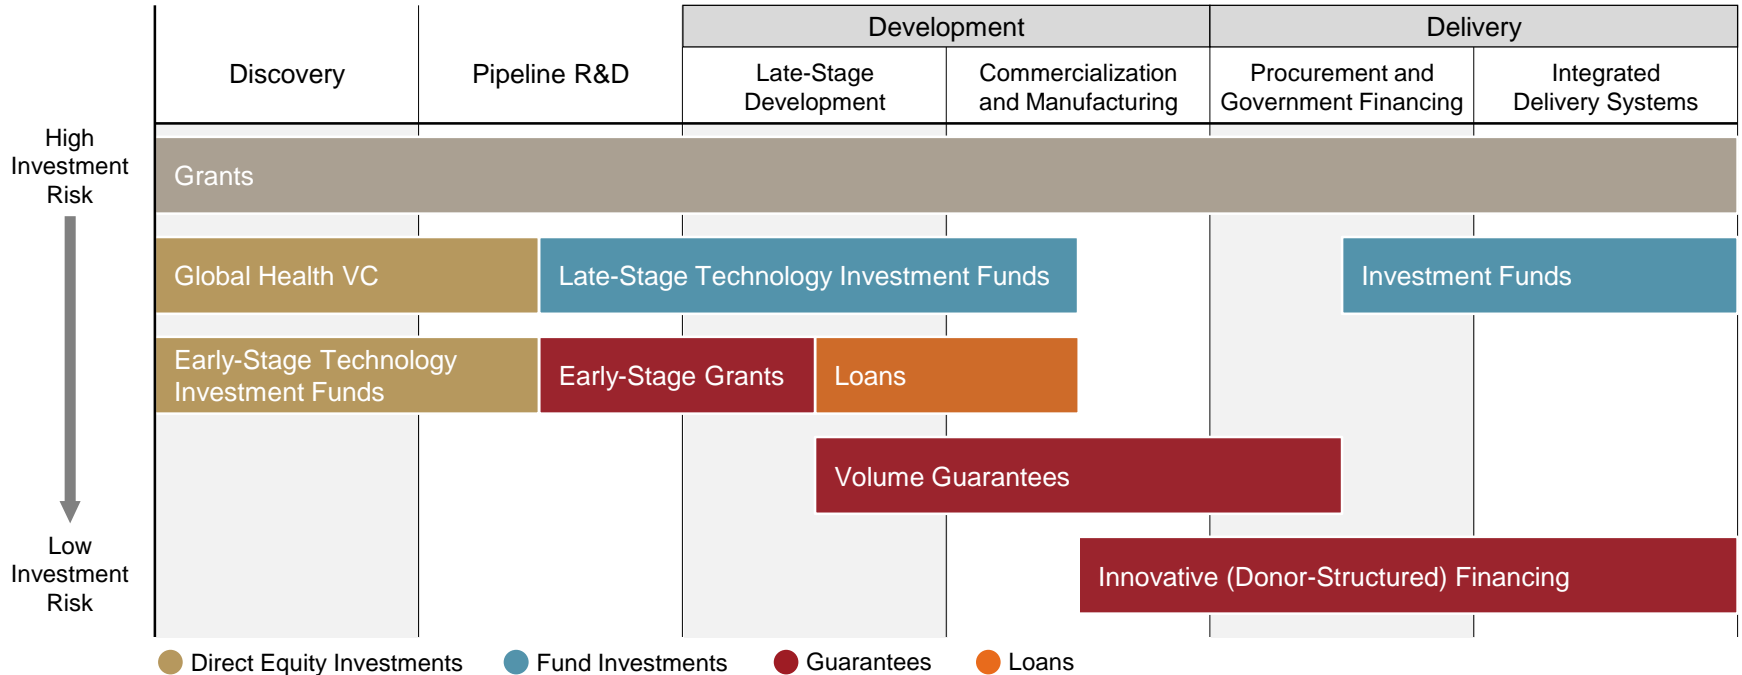 Development
Delivery
Discovery
Pipeline R&D
Late-Stage
Development
Commercialization
and Manufacturing
Procurement and
Government Financing
Integrated
Delivery Systems
High
Investment
Risk
Grants
Global Health VC
Late-Stage Technology Investment Funds
Investment Funds
Early-Stage Technology
Investment Funds
Early-Stage Grants
Loans
Volume Guarantees
Low
Investment
Risk
Innovative (Donor-Structured) Financing
Direct Equity Investments
Fund Investments
Guarantees
Loans